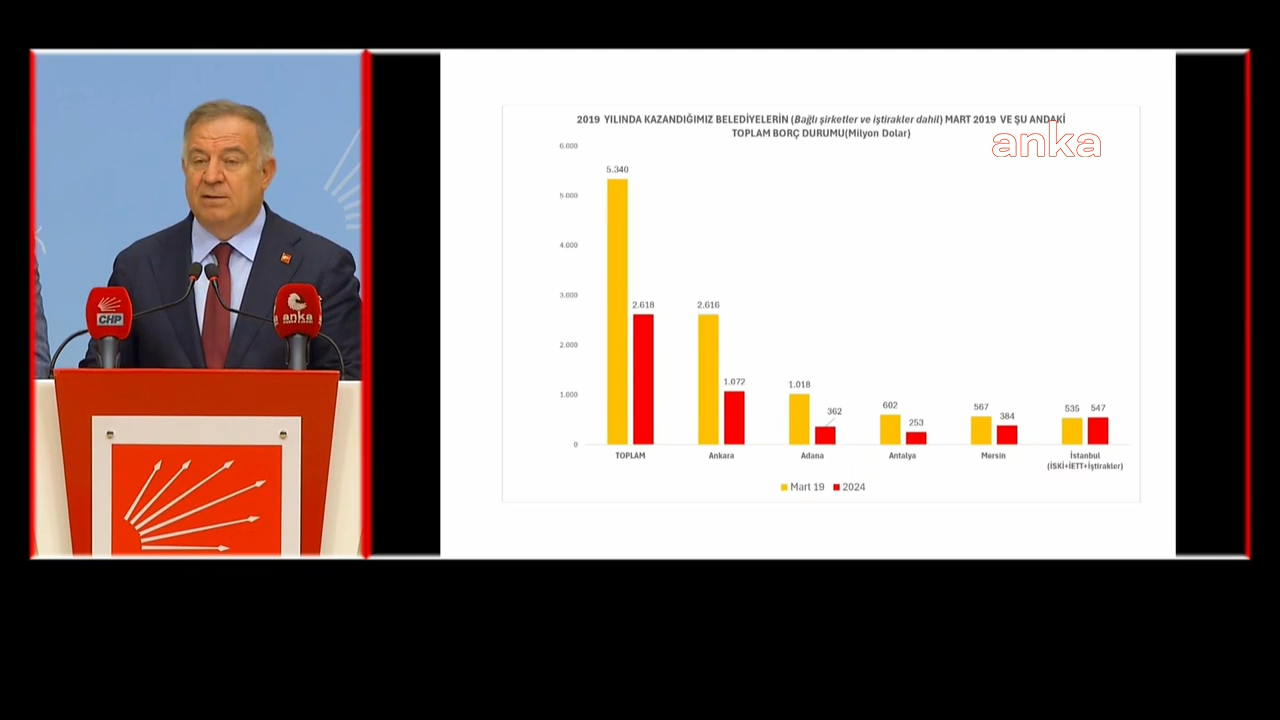 CHP
anka
2019 YILINDA KAZANDIĞIMIZ BELEDİYELERİN (Bağlı şirketler ve iştirakler dahil) MART 2019 VE ŞU ANDAKİ
TOPLAM BORÇ DURUMU(Milyon Dolar)
anka
6.000
5.000
4.000
3.000
2.000
1.000
0
5.340
2.618
2.616
1.072
1.018
362
602
253
567
384
535
547
TOPLAM
Ankara
Adana
Antalya
Mersin
İstanbul
(İSKİ+İETT+İştirakler)
Mart 19
2024